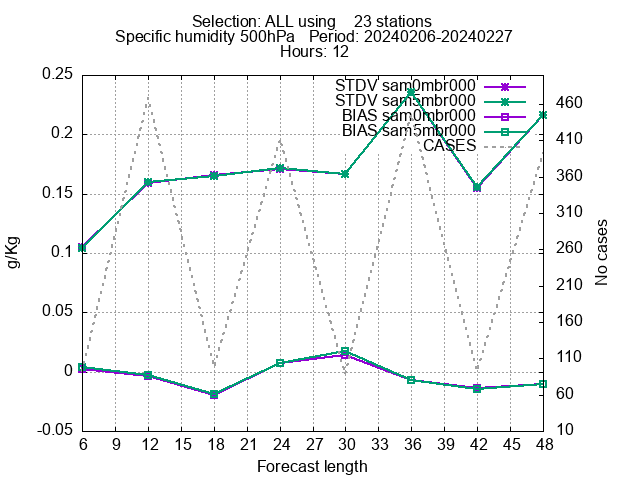 Selection: ALL using    23 stations
Specific humidity 500hPa   Period: 20240206-20240227
Hours: 12
STDV sam0mbr000
STDV sam5mbr000
BIAS sam0mbr000
BIAS sam5mbr000
CASES
0.25
0.2
0.15
0.1
0.05
0
-0.05
g/Kg
460
410
360
310
260
210
160
110
60
10
No cases
6 9 12 15 18 21 24 27 30 33 36 39 42 45 48
Forecast length